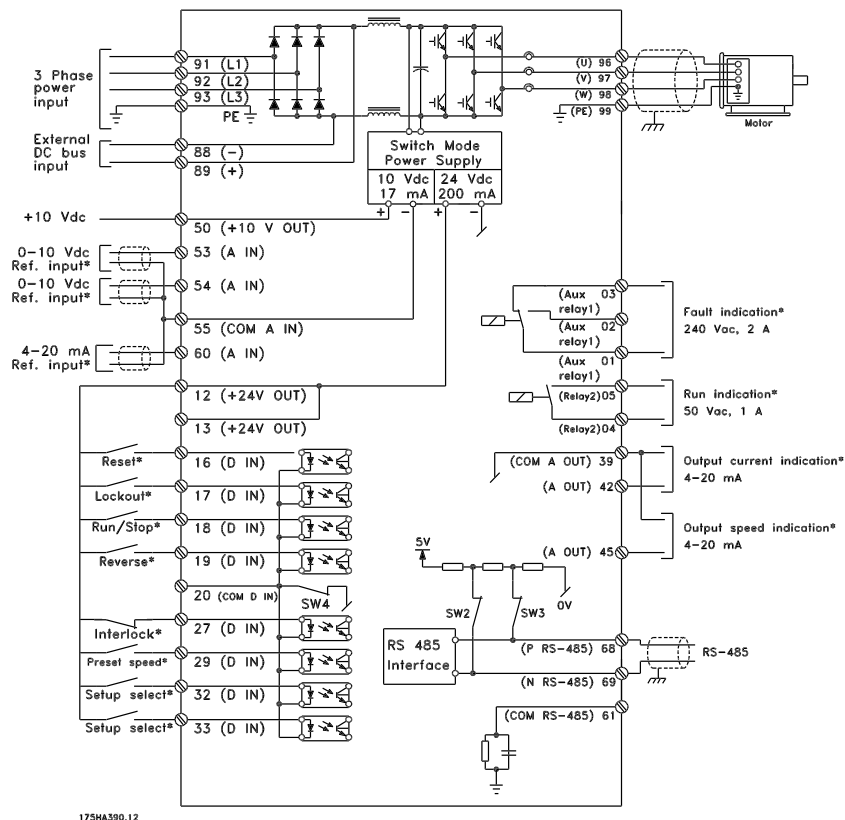 3 Phase
power
input
91 (L1)
92 (L2)
93 (L3)
PE
External
DC bus
input
88 (-)
89 (+)
Switch Mode
Power Supply
10 Vdc
17 mA
24 Vdc
200 mA
+ - + -
(U) 96
(V) 97
(W) 98
(PE) 99
Motor
+10 Vdc
50 (+10 V OUT)
0-10 Vdc
Ref. input*
53 (A IN)
0-10 Vdc
Ref. input*
54 (A IN)
55 (COM A IN)
4-20 mA
Ref. input*
60 (A IN)
12 (+24V OUT)
13 (+24V OUT)
Reset*
16 (D IN)
Lockout*
17 (D IN)
Run/Stop*
18 (D IN)
Reverse*
19 (D IN)
20 (COM D IN)
SW4
Interlock*
27 (D IN)
Preset speed*
29 (D IN)
Setup select*
32 (D IN)
Setup select*
33 (D IN)
(Aux 03
relay1)
(Aux 02
relay1)
(Aux 01
relay1)
Fault indication*
240 Vac, 2 A
(Relay2)05
(Relay2)04
Run indication*
50 Vac, 1 A
(COM A OUT) 39
(A OUT) 42
Output current indication*
4-20 mA
(A OUT) 45
Output speed indication*
4-20 mA
5V
0V
SW2
SW3
RS 485
Interface
(P RS-485) 68
(N RS-485) 69
RS-485
(COM RS-485) 61
175HA390.12